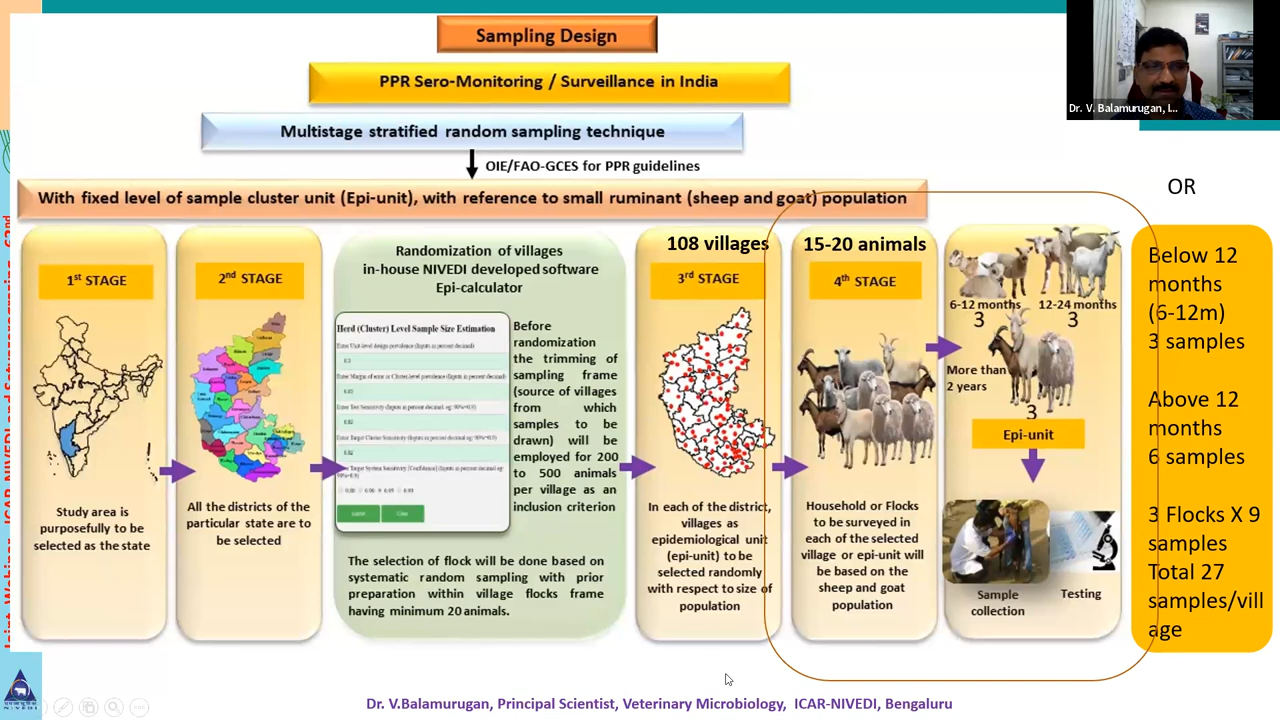 Sampling Design
PPR Sero-Monitoring / Surveillance in India
Multistage stratified random sampling technique
OIE/FAO-GCES for PPR guidelines
With fixed level of sample cluster unit (Epi-unit), with reference to small ruminant (sheep and goat) population
Dr. V. Balamurugan, I...
1st STAGE
Study area is
purposefully to be
selected as the state
2nd STAGE
All the districts of the
particular state are to
be selected
Randomization of villages
in-house NIVEDI developed software
Epi-calculator
Herd (Cluster) Level Sample Size Estimation
Before
randomization
the trimming of
sampling frame
(source of villages
from which
samples to be
drawn) will be
employed for 200
to 500 animals
per village as an
inclusion criterion
The selection of flock will be done based on
systematic random sampling with prior
preparation within village flocks frame
having minimum 20 animals.
108 villages
3rd STAGE
In each of the district,
villages as
epidemiological unit
(epi-unit) to be
selected randomly
with respect to size of
population
15-20 animals
4th STAGE
Household or Flocks
to be surveyed in
each of the selected
village or epi-unit will
be based on the
sheep and goat
population
6-12 months
3
12-24 months
3
More than
2 years
3
Epi-unit
Sample
collection
Testing
OR
Below 12
months
(6-12m)
3 samples
Above 12
months
6 samples
3 Flocks X 9
samples
Total 27
samples/vill
age
NIVEDI
Dr. V.Balamurugan, Principal Scientist, Veterinary Microbiology, ICAR-NIVEDI, Bengaluru